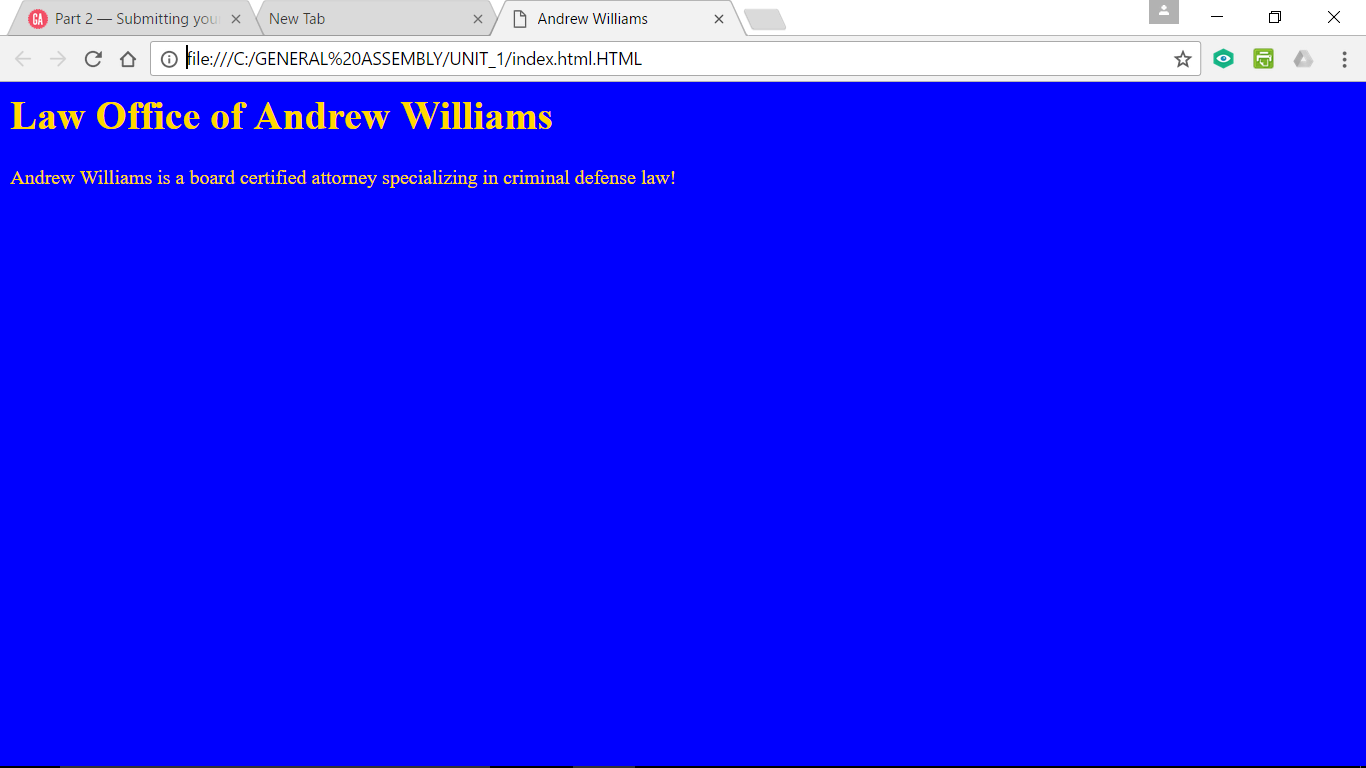 GA Part 2 — Submitting you
New Tab
Andrew Williams
file:///C:/GENERAL%20ASSEMBLY/UNIT_1/index.html.HTML
Law Office of Andrew Williams
Andrew Williams is a board certified attorney specializing in criminal defense law!